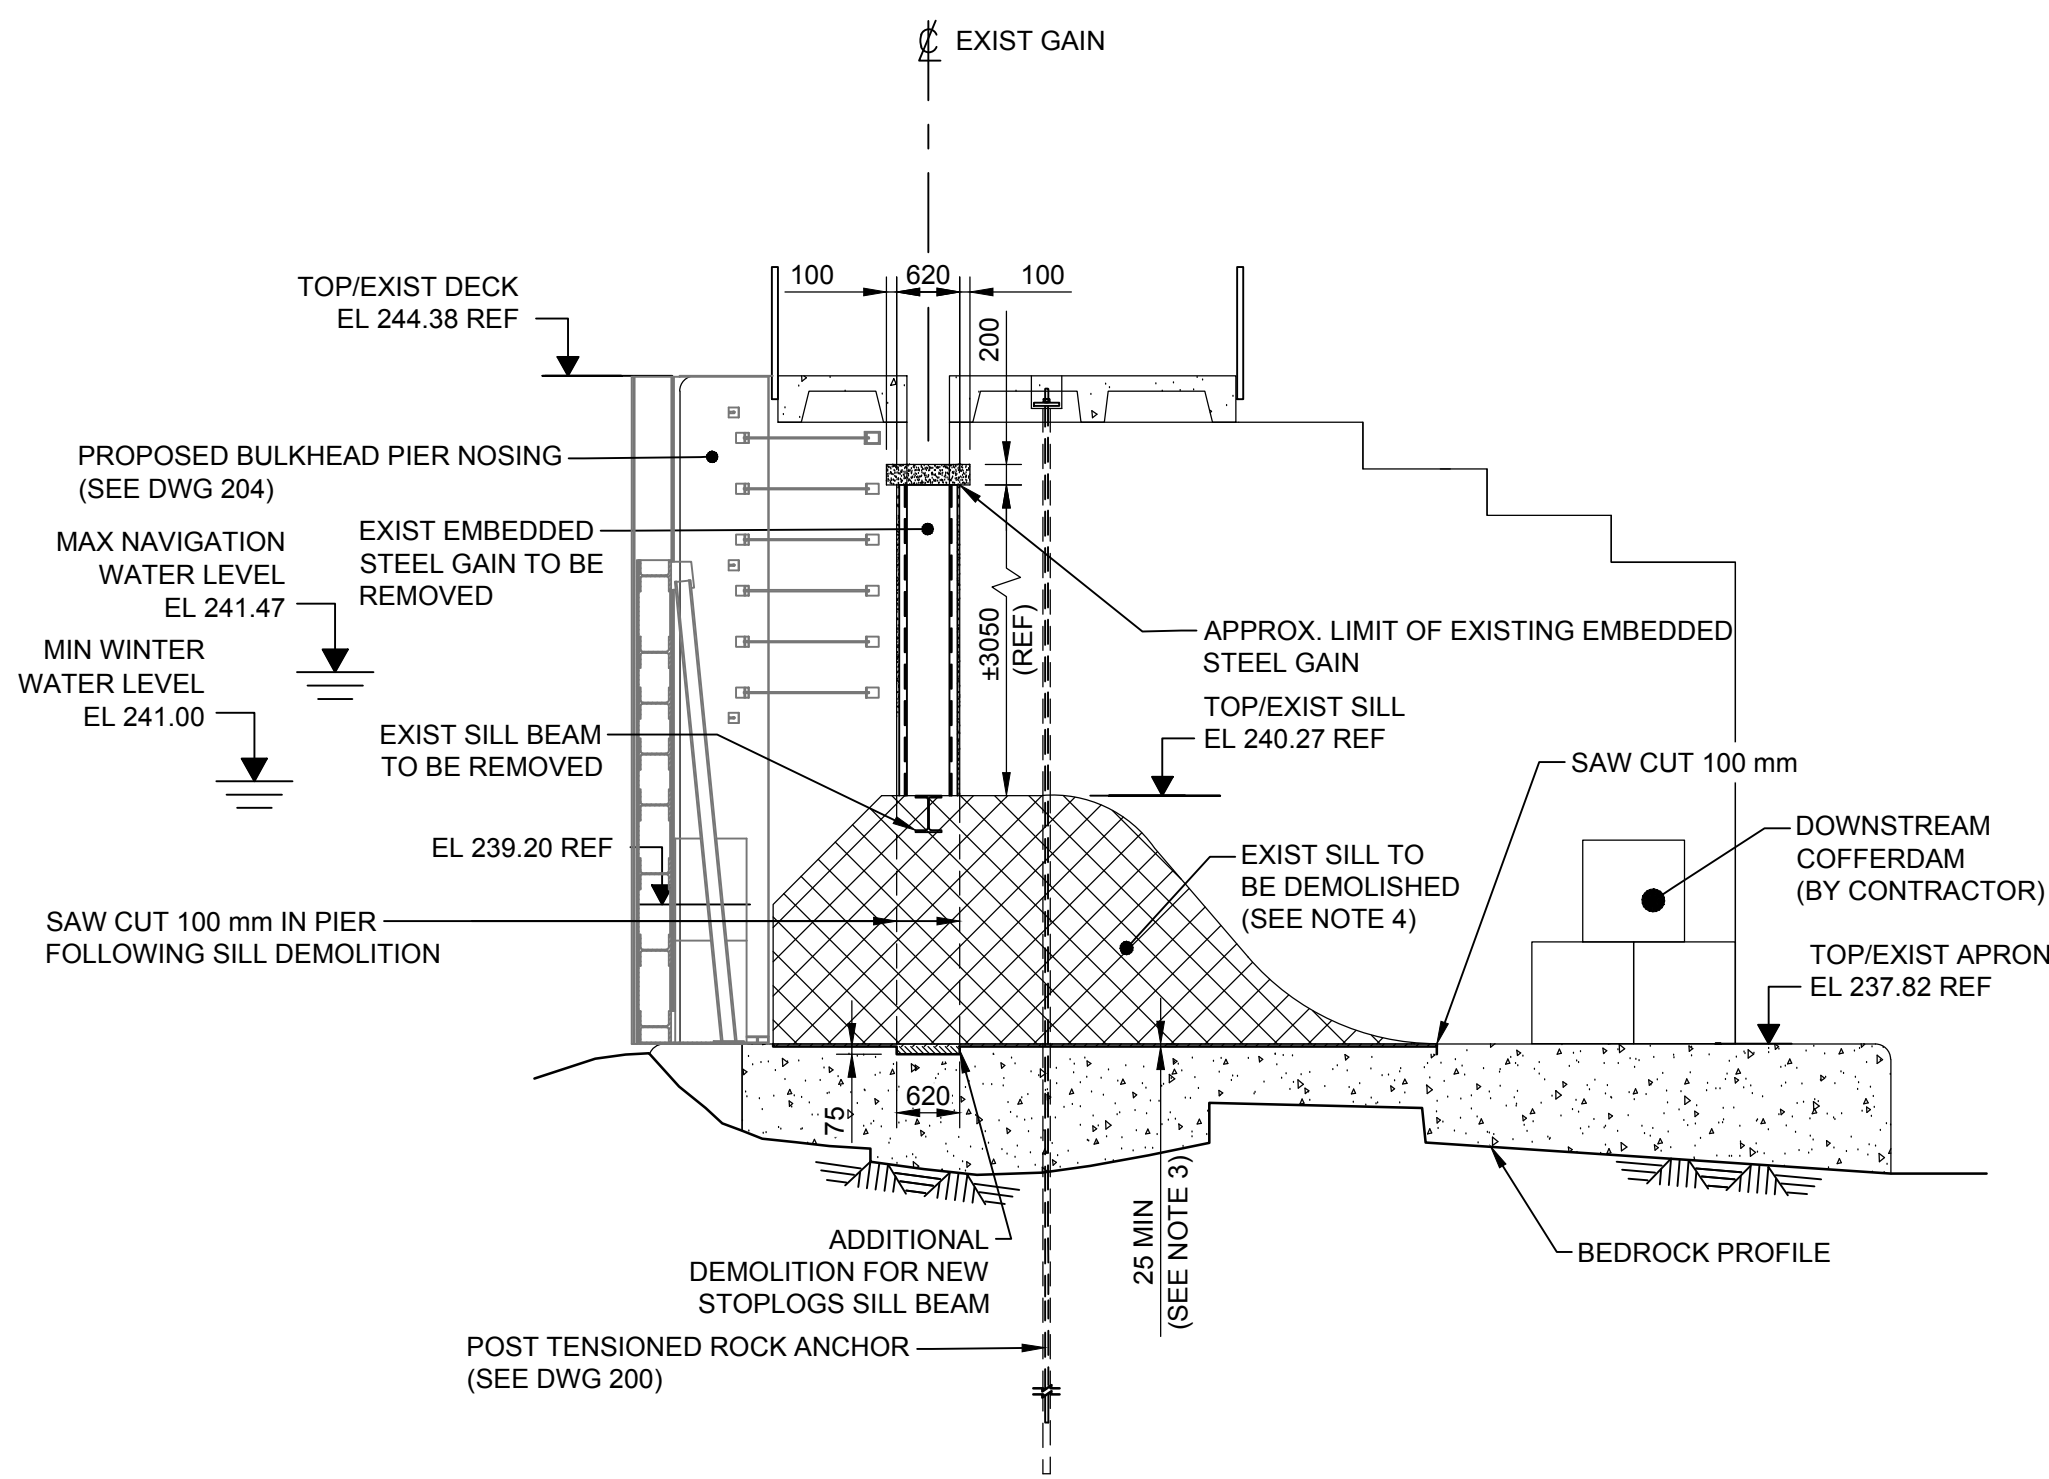 ℄ EXIST GAIN
100
620
100
TOP/EXIST DECK
EL 244.38 REF
200
PROPOSED BULKHEAD PIER NOSING
(SEE DWG 204)
EXIST EMBEDDED
STEEL GAIN TO BE
REMOVED
MAX NAVIGATION
WATER LEVEL
EL 241.47
MIN WINTER
WATER LEVEL
EL 241.00
±3050
(REF)
APPROX. LIMIT OF EXISTING EMBEDDED
STEEL GAIN
TOP/EXIST SILL
EL 240.27 REF
EXIST SILL BEAM
TO BE REMOVED
SAW CUT 100 mm
EL 239.20 REF
DOWNSTREAM
COFFERDAM
(BY CONTRACTOR)
EXIST SILL TO
BE DEMOLISHED
(SEE NOTE 4)
SAW CUT 100 mm IN PIER
FOLLOWING SILL DEMOLITION
TOP/EXIST APRON
EL 237.82 REF
75
620
25 MIN
(SEE NOTE 3)
ADDITIONAL
DEMOLITION FOR NEW
STOPLOGS SILL BEAM
BEDROCK PROFILE
POST TENSIONED ROCK ANCHOR
(SEE DWG 200)